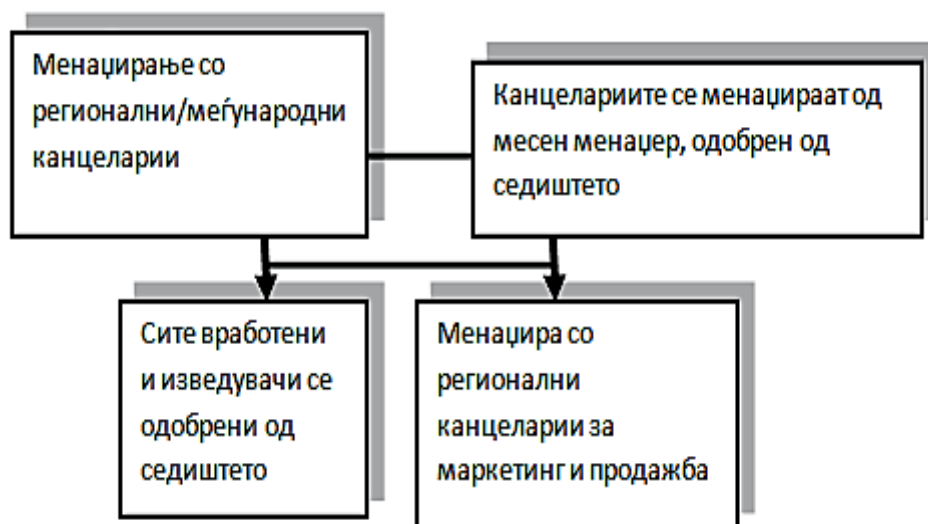 Менаџирање со
регионални/меѓународни
канцеларии
Канцелариите се менаџираат од
месен менаџер, одобрен од
седиштето
Сите вработени
и изведувачи се
одобрени од
седиштето
Менаџира со
регионални
канцеларии за
маркетинг и продажба